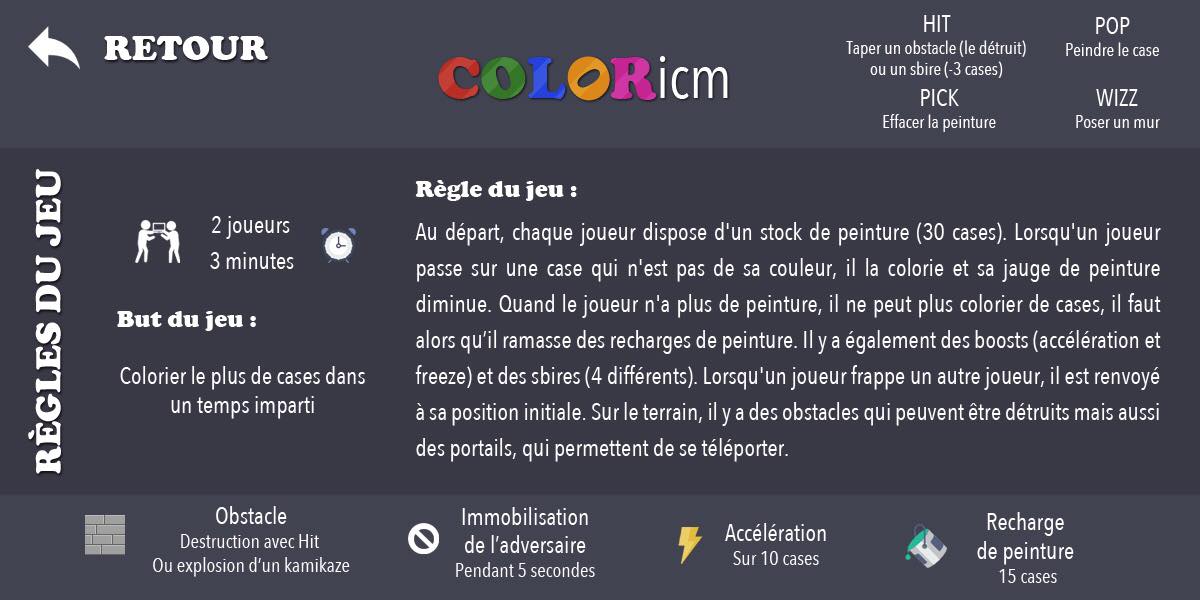 RETOUR
COLORicm
HIT
Taper un obstacle (le détruit)
ou un sbire (-3 cases)
POP
Peindre le case
PICK
Effacer la peinture
WIZZ
Poser un mur
RÈGLES DU JEU
2 joueurs
3 minutes
But du jeu :
Colorier le plus de cases dans
un temps imparti
Règle du jeu :
Au départ, chaque joueur dispose d'un stock de peinture (30 cases). Lorsqu'un joueur
passe sur une case qui n'est pas de sa couleur, il la colorie et sa jauge de peinture
diminue. Quand le joueur n'a plus de peinture, il ne peut plus colorier de cases, il faut
alors qu’il ramasse des recharges de peinture. Il y a également des boosts (accélération et
freeze) et des sbires (4 différents). Lorsqu'un joueur frappe un autre joueur, il est renvoyé
à sa position initiale. Sur le terrain, il y a des obstacles qui peuvent être détruits mais aussi
des portails, qui permettent de se téléporter.
Obstacle
Destruction avec Hit
Ou explosion d’un kamikaze
Immobilisation
de l’adversaire
Pendant 5 secondes
Accélération
Sur 10 cases
Recharge
de peinture
15 cases